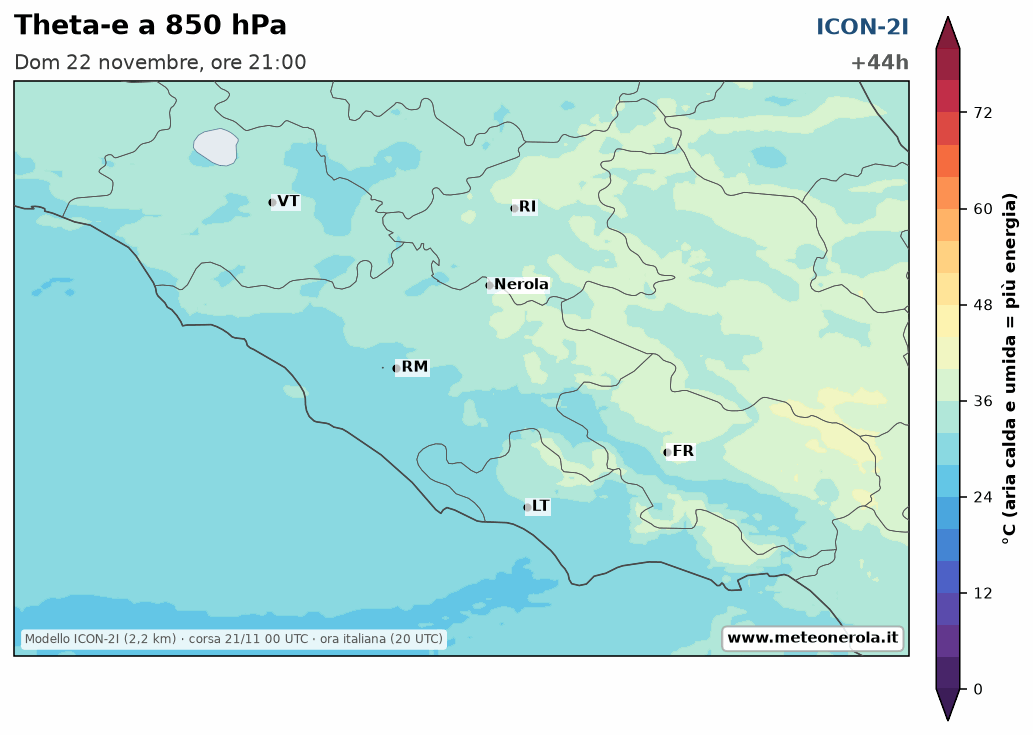 Theta-e a 850 hPa
ICON-2I
Dom 22 novembre, ore 21:00
+44h
VT
RI
Nerola
RM
FR
LT
Modello ICON-2I (2,2 km) · corsa 21/11 00 UTC · ora italiana (20 UTC)
www.meteonerola.it
72
60
48
36
24
12
0
°C (aria calda e umida = più energia)